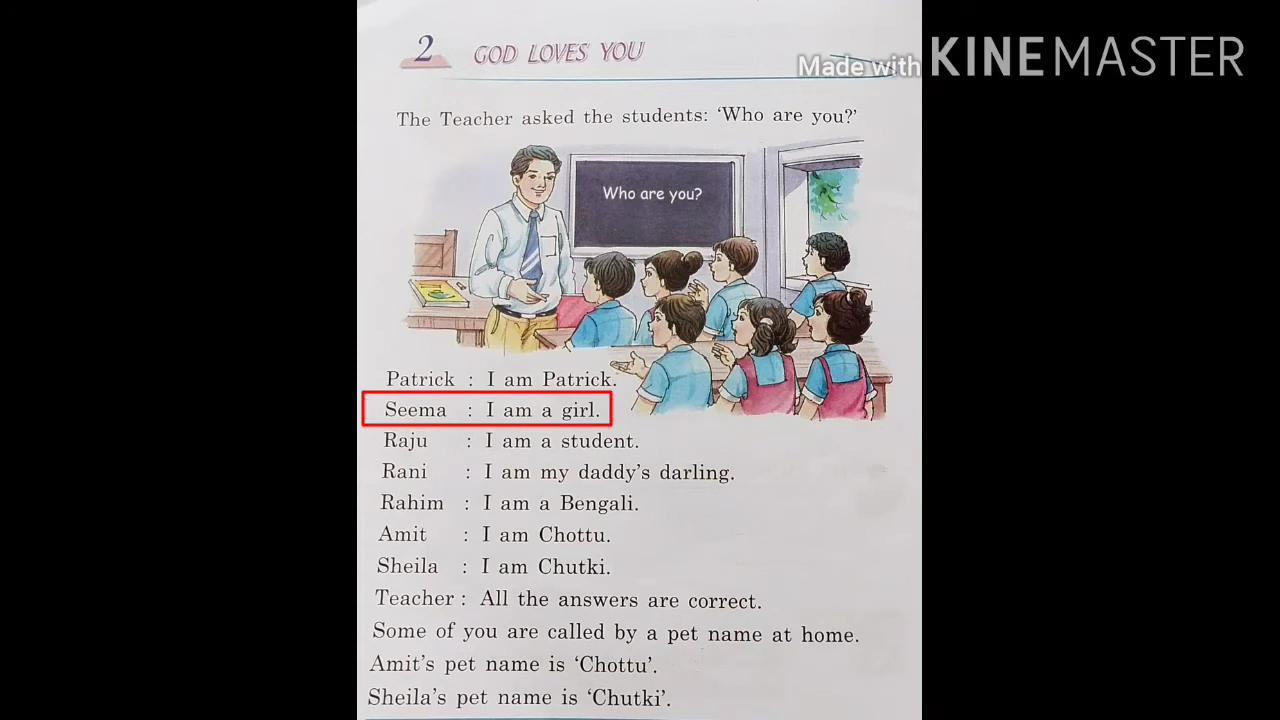 2 GOD LOVES YOU
Made with KINEMASTER
The Teacher asked the students: ‘Who are you?’
Who are you?
Patrick : I am Patrick.
Seema : I am a girl.
Raju : I am a student.
Rani : I am my daddy’s darling.
Rahim : I am a Bengali.
Amit : I am Chottu.
Sheila : I am Chutki.
Teacher : All the answers are correct.
Some of you are called by a pet name at home.
Amit’s pet name is ‘Chottu’.
Sheila’s pet name is ‘Chutki’.